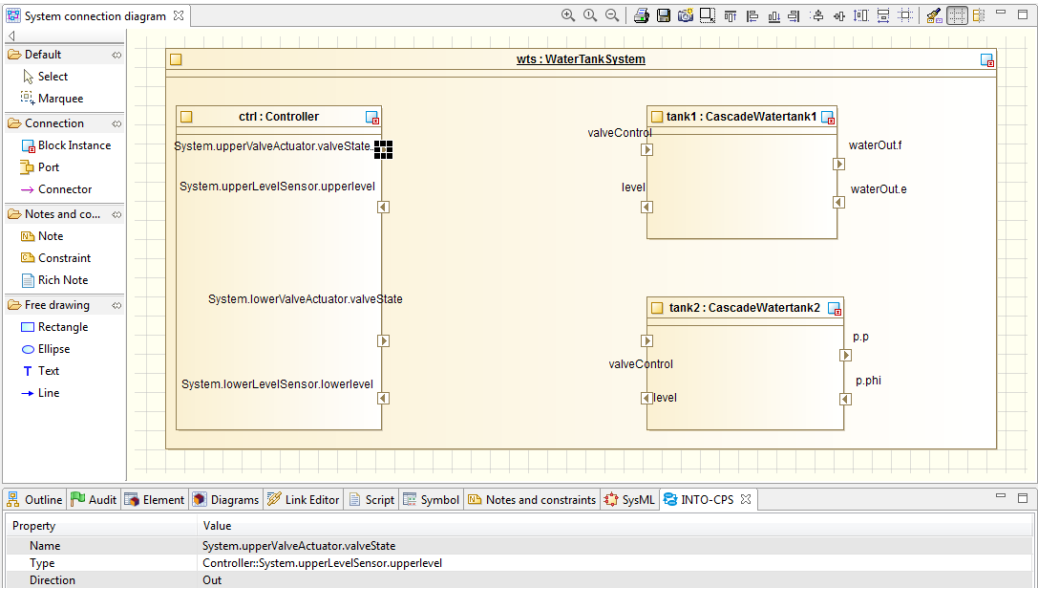 System connection diagram
Default
Select
Marquee
Connection
Block Instance
Port
Connector
Notes and co...
Note
Constraint
Rich Note
Free drawing
Rectangle
Ellipse
Text
Line
wts : WaterTankSystem
ctrl : Controller
System.upperValveActuator.valveState
System.upperLevelSensor.upperlevel
System.lowerValveActuator.valveState
System.lowerLevelSensor.lowerlevel
tank1 : CascadeWatertank1
valveControl
level
waterOut.f
waterOut.e
tank2 : CascadeWatertank2
valveControl
level
p.p
p.phi
Outline Audit Element Diagrams Link Editor Script Symbol Notes and constraints SysML INTO-CPS
Property Value
Name System.upperValveActuator.valveState
Type Controller::System.upperLevelSensor.upperlevel
Direction Out